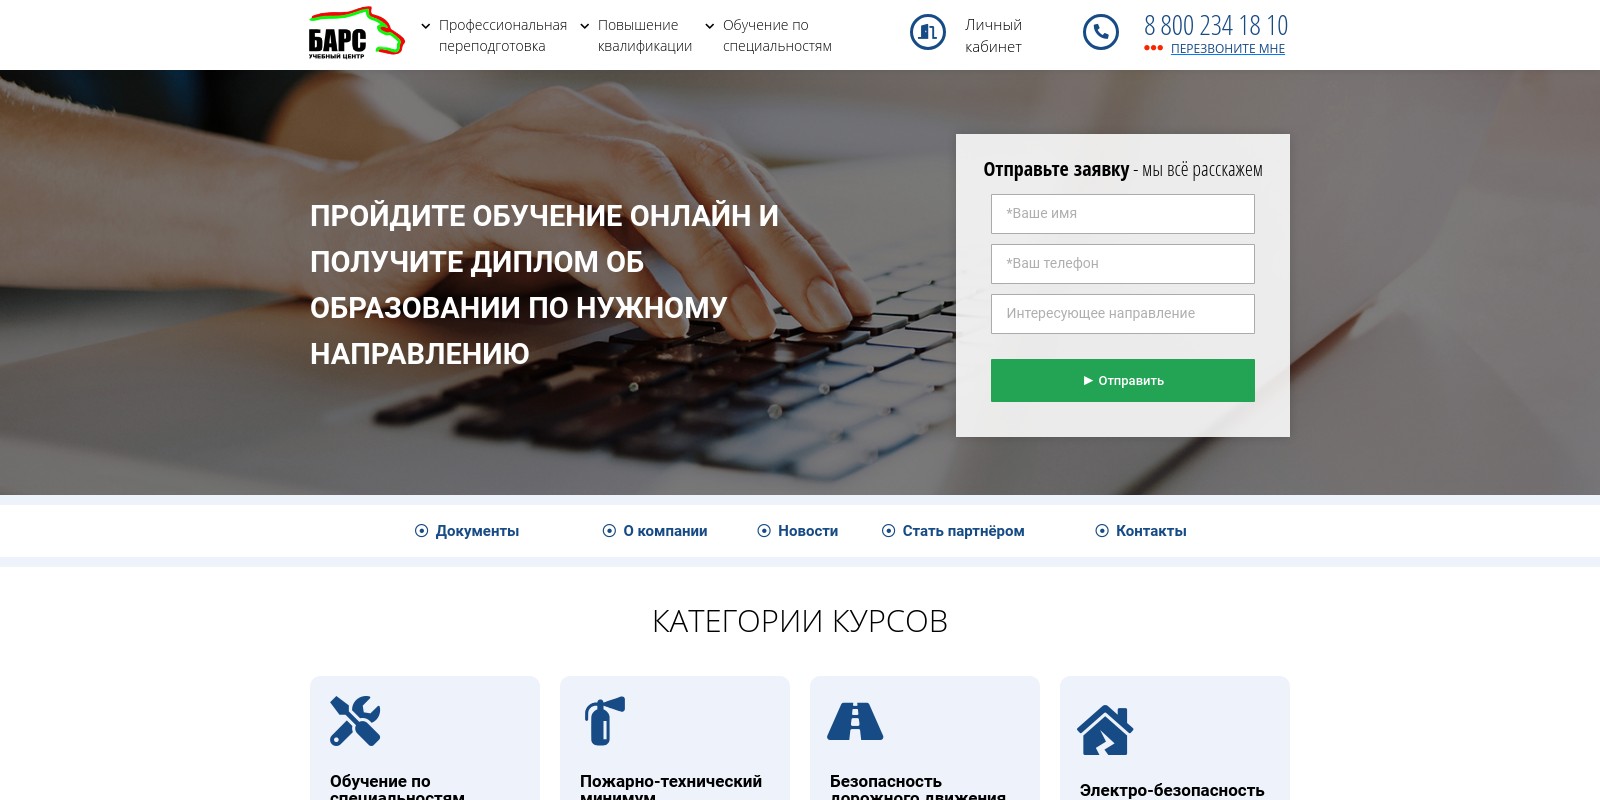 БАРС
УЧЕБНЫЙ ЦЕНТР
Профессиональная
переподготовка
Повышение
квалификации
Обучение по
специальностям
Личный
кабинет
8 800 234 18 10
ПЕРЕЗВОНИТЕ МНЕ
ПРОЙДИТЕ ОБУЧЕНИЕ ОНЛАЙН И
ПОЛУЧИТЕ ДИПЛОМ ОБ
ОБРАЗОВАНИИ ПО НУЖНОМУ
НАПРАВЛЕНИЮ
Отправьте заявку - мы всё расскажем
*Ваше имя
*Ваш телефон
Интересующее направление
Отправить
Документы
О компании
Новости
Стать партнёром
Контакты
КАТЕГОРИИ КУРСОВ
Обучение по
специальностям
Пожарно-технический
минимум
Безопасность
дорожного движения
Электро-безопасность